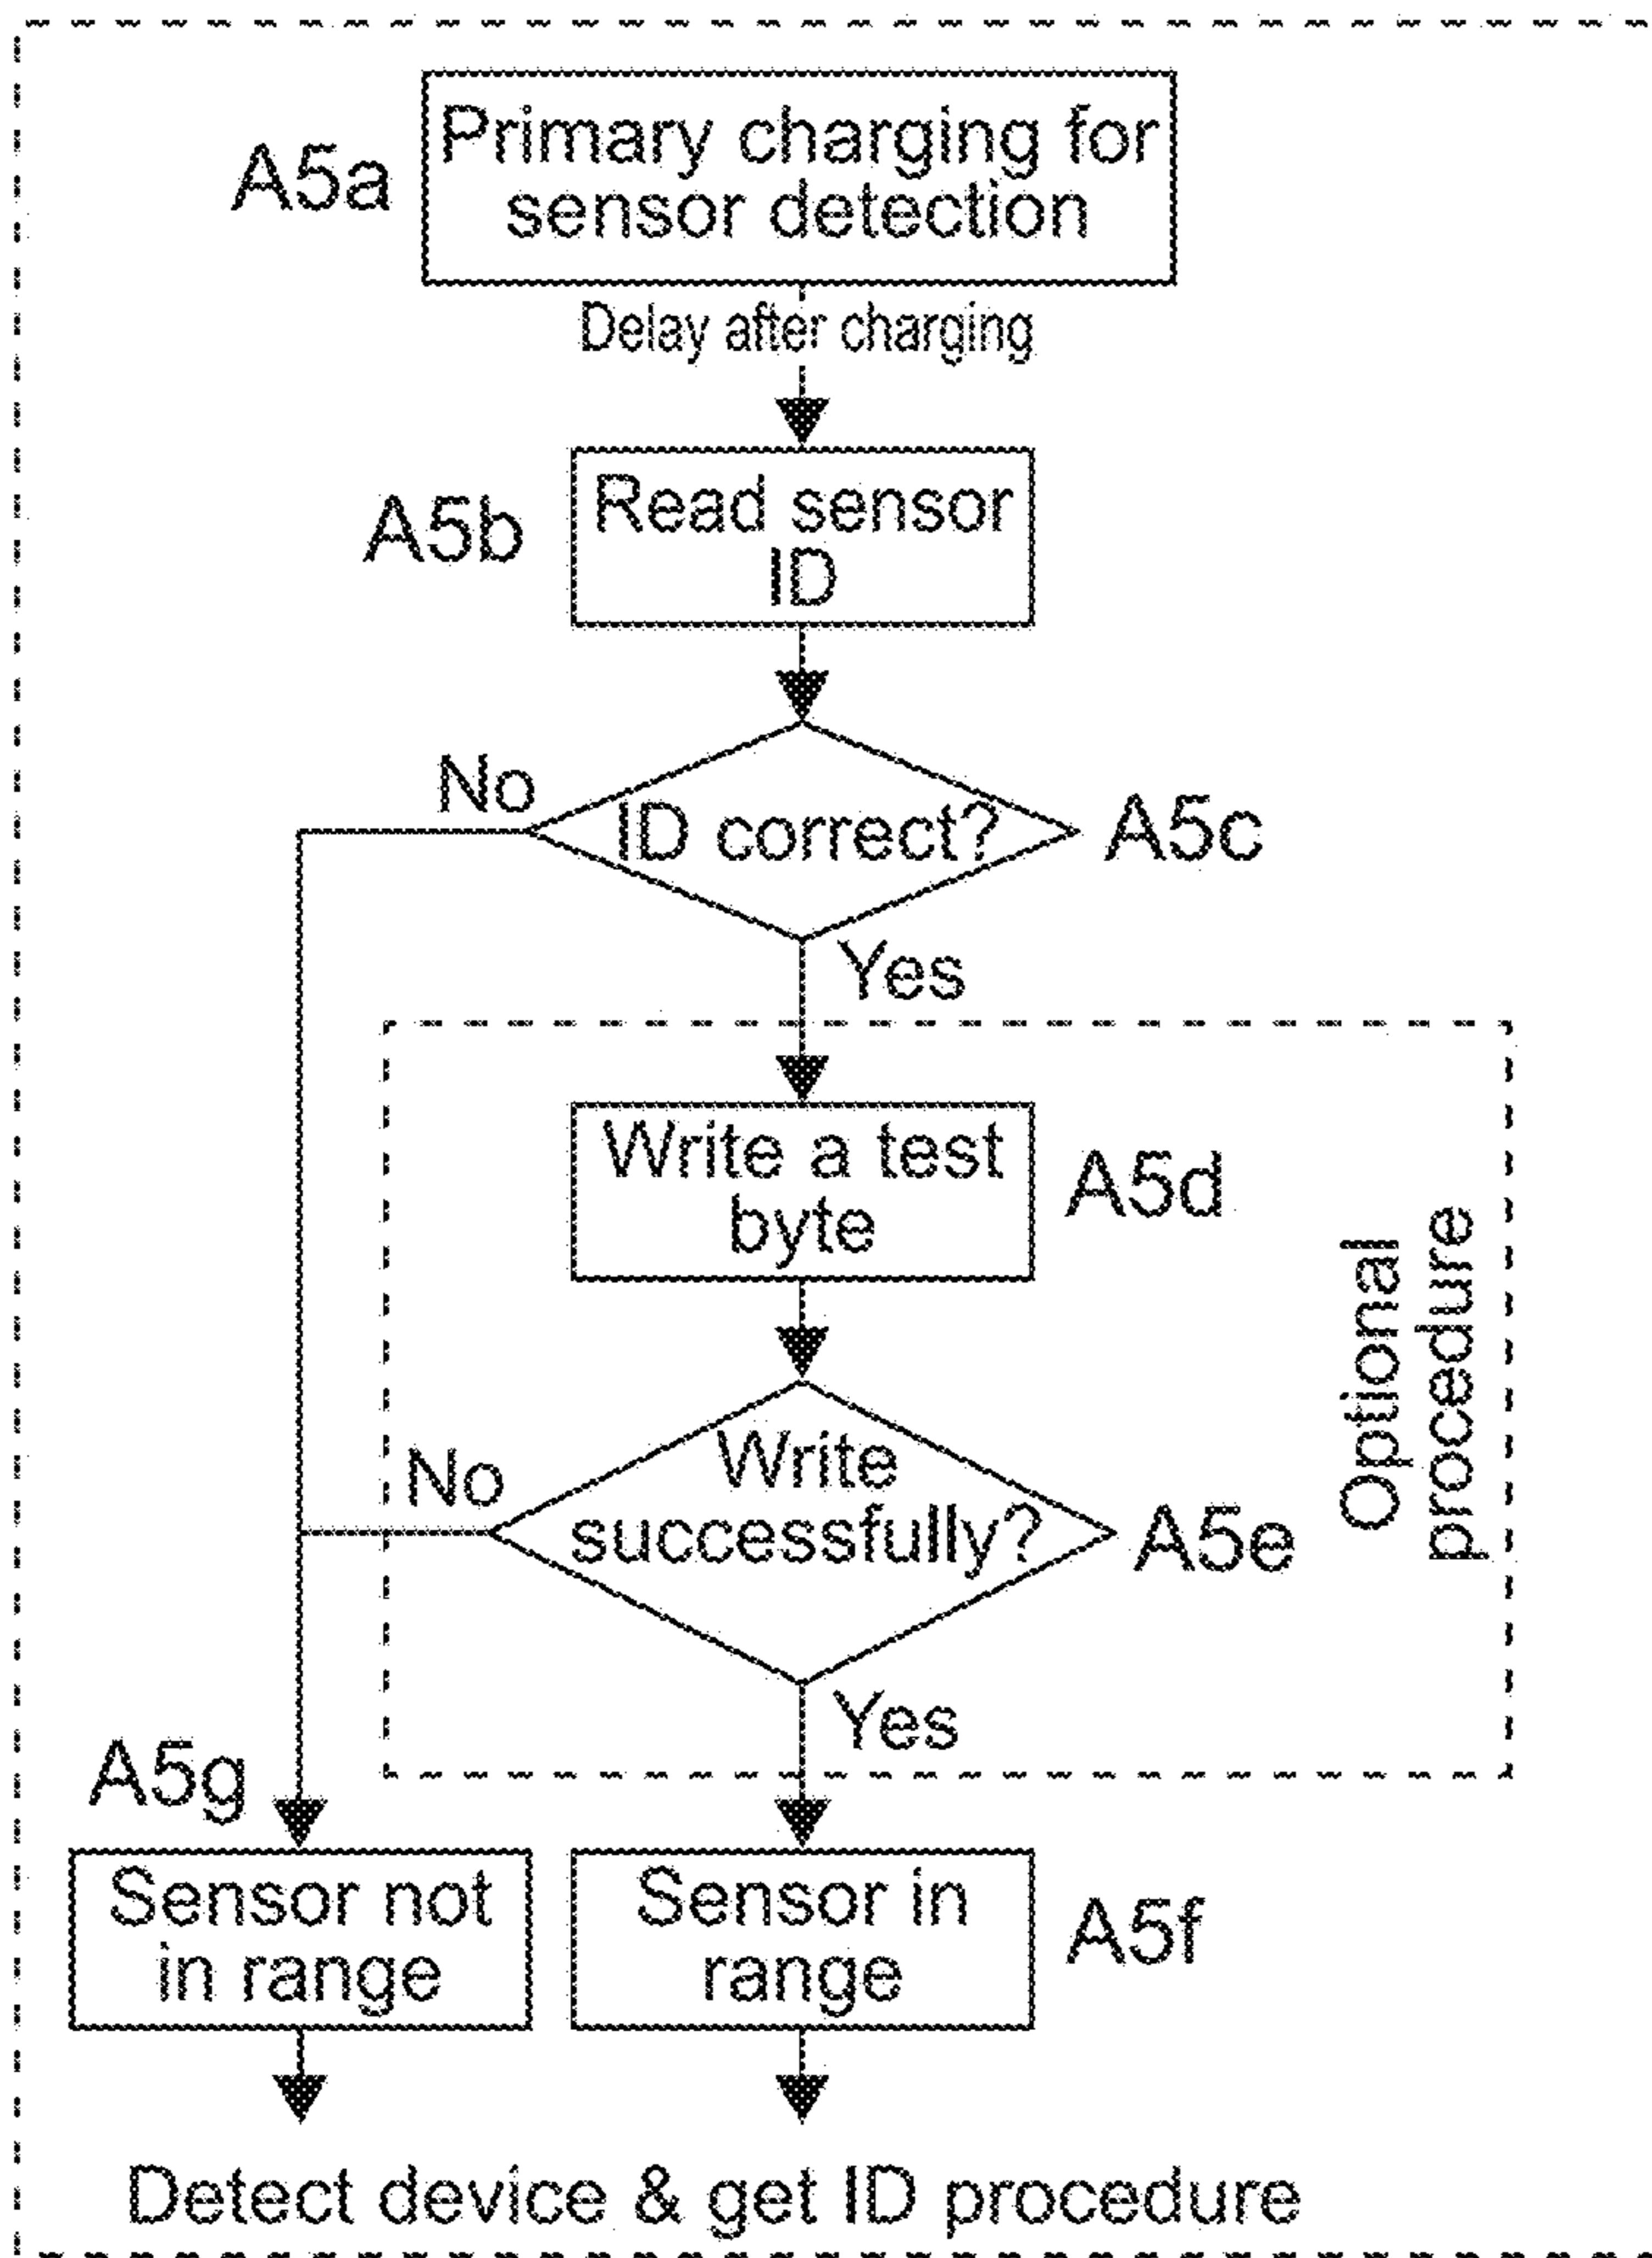 A5a
Primary charging for
sensor detection
Delay after charging
A5b
Read sensor
ID
No
ID correct?
A5c
Yes
Write a test
byte
A5d
Optional
procedure
No
Write
successfully?
A5e
Yes
A5g
Sensor not
in range
Sensor in
range
A5f
Detect device & get ID procedure